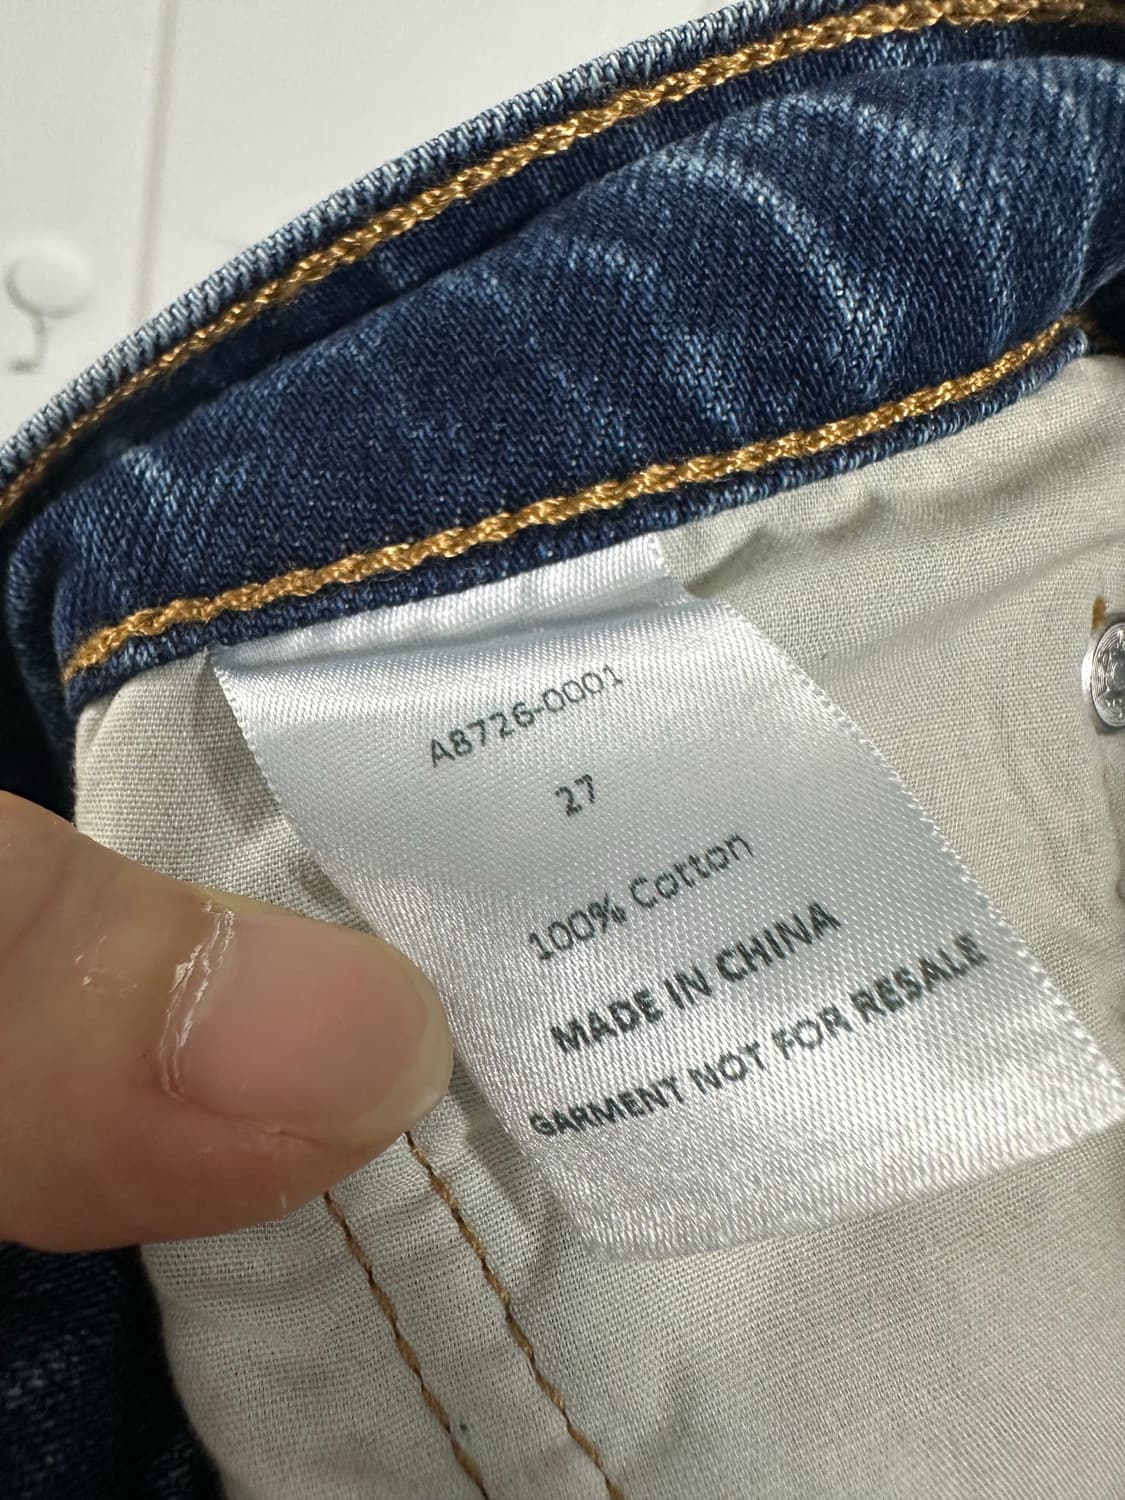 A8726-0001
27
100% Cotton
MADE IN CHINA
GARMENT NOT FOR RESALE